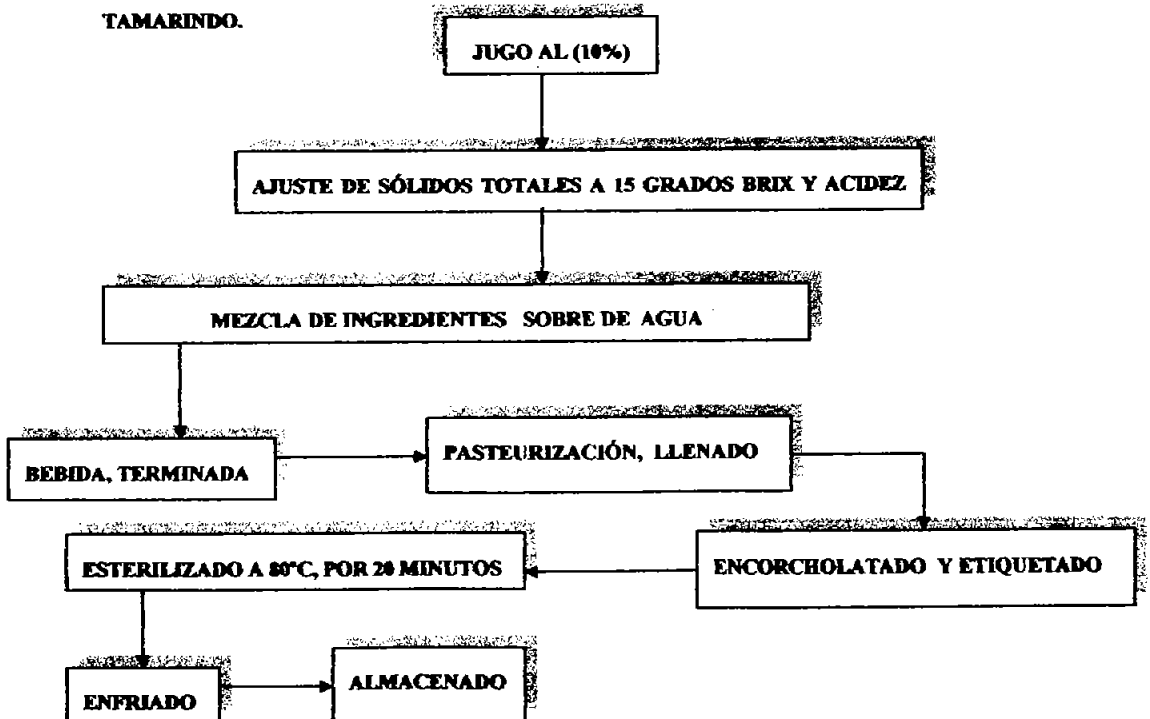 TAMARINDO.
JUGO AL (10%)
AJUSTE DE SÓLIDOS TOTALES A 15 GRADOS BRIX Y ACIDEZ
MEZCLA DE INGREDIENTES SOBRE DE AGUA
BEBIDA, TERMINADA
PASTEURIZACIÓN, LLENADO
ENCORCHOLATADO Y ETIQUETADO
ESTERILIZADO A 80°C, POR 20 MINUTOS
ENFRIADO
ALMACENADO